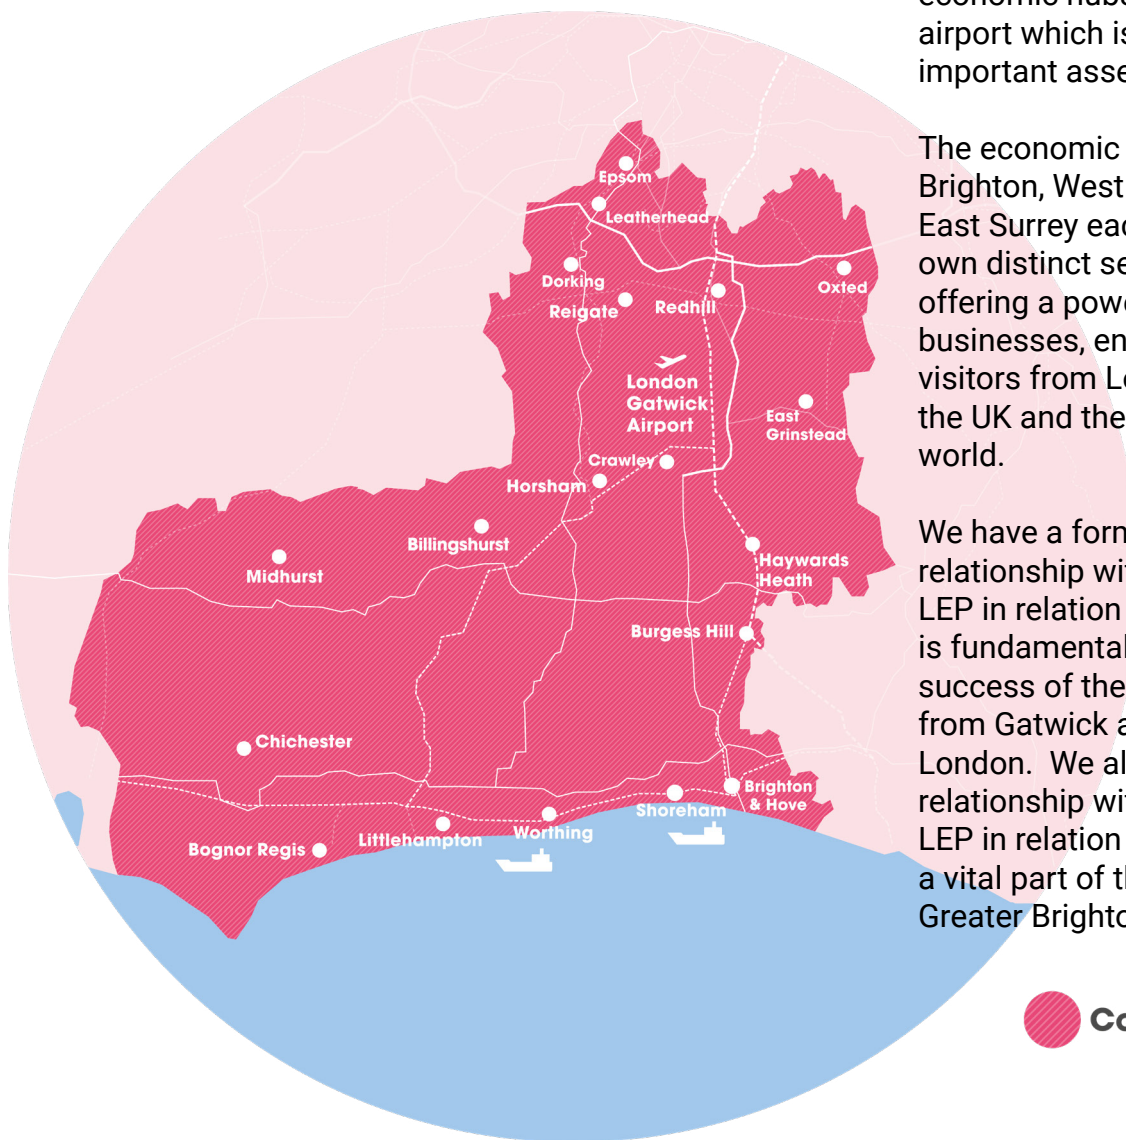 airport which is
important asse
The economic
Brighton, West
East Surrey eac
own distinct se
offering a powe
businesses, en
visitors from Lo
the UK and the
world.
We have a form
relationship wit
LEP in relation
is fundamental
success of the
from Gatwick a
London. We al
relationship wit
LEP in relation
a vital part of th
Greater Brighto
Epsom
Leatherhead
Dorking
Reigate
Redhill
Oxted
London
Gatwick
Airport
East
Grinstead
Crawley
Horsham
Billingshurst
Midhurst
Haywards
Heath
Burgess Hill
Chichester
Brighton
& Hove
Shoreham
Worthing
Littlehampton
Bognor Regis
Co